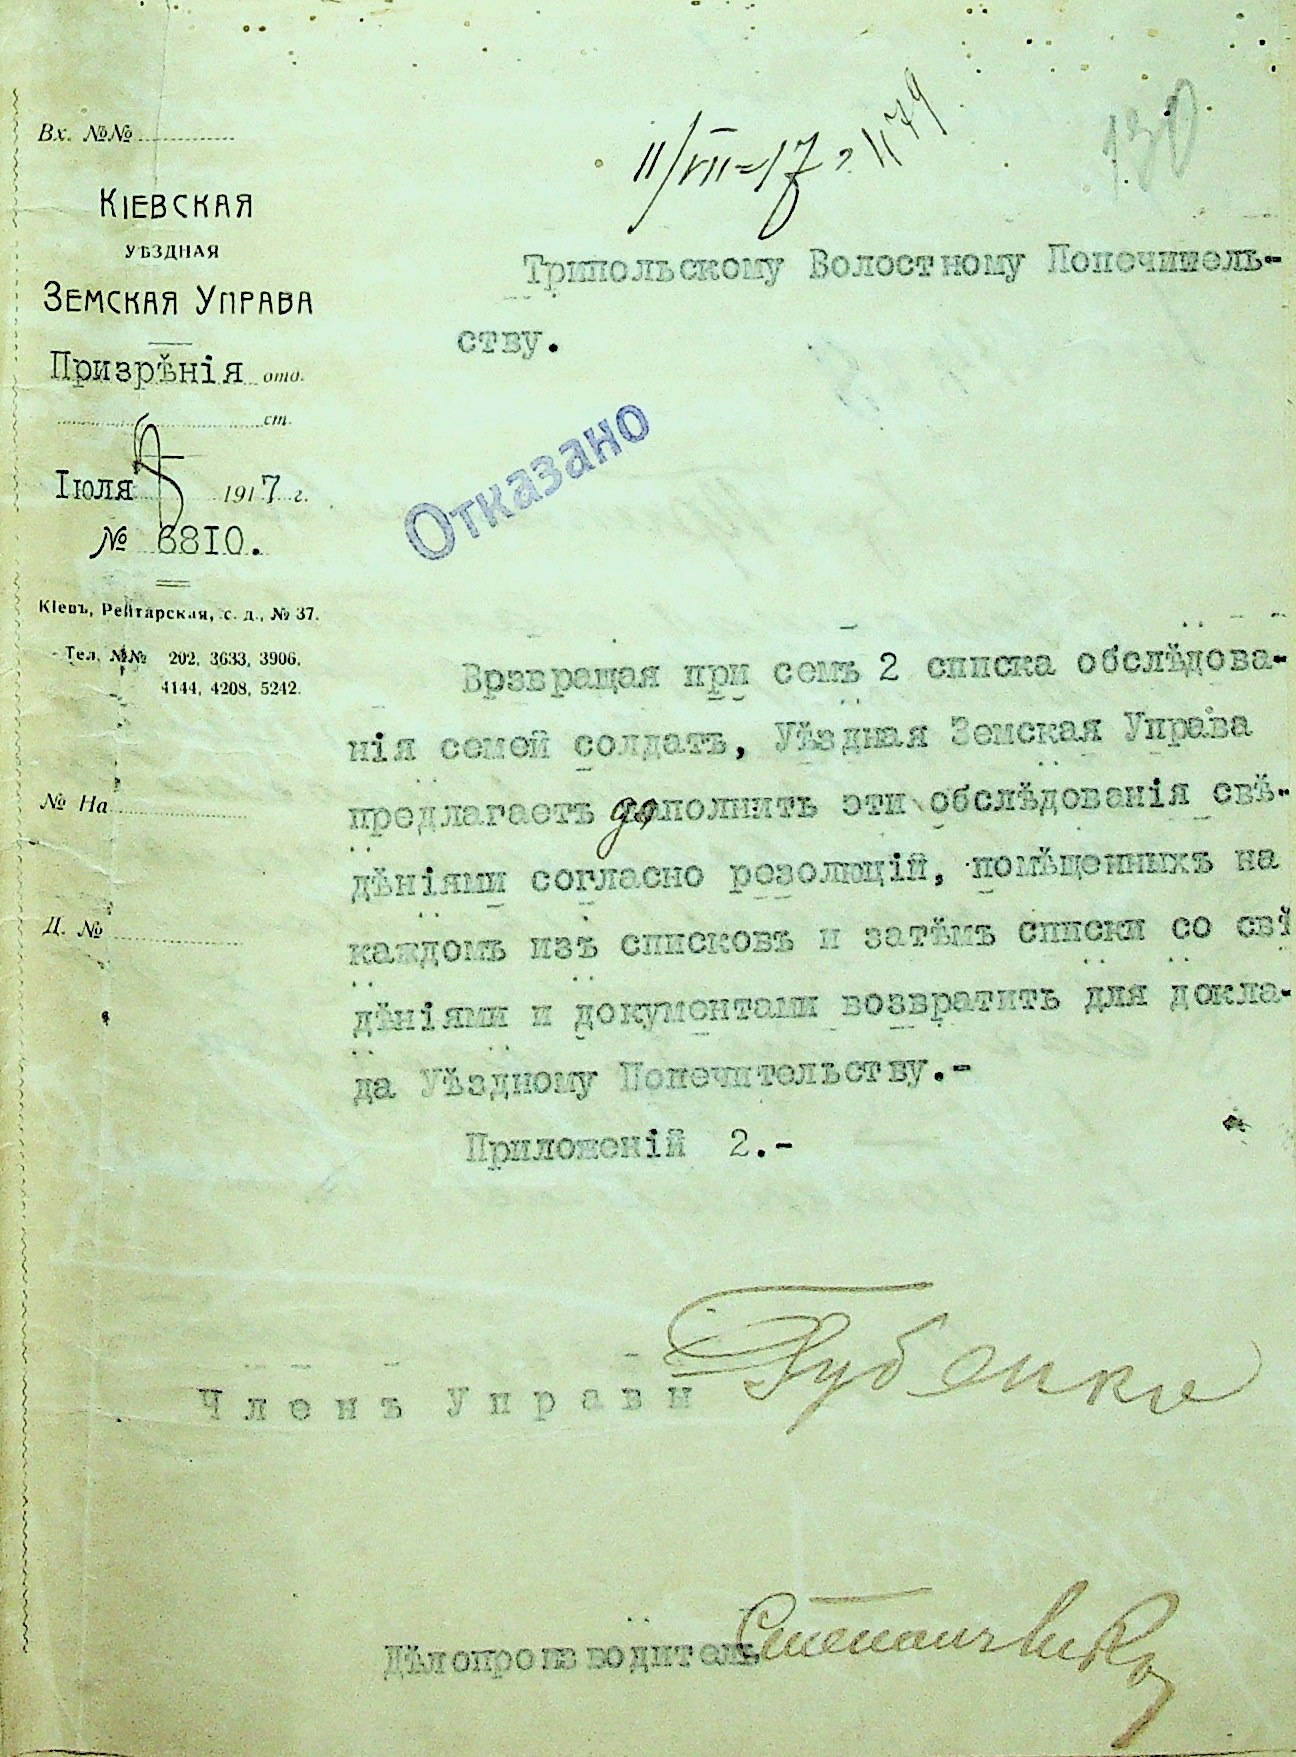 Вх. №№
КІЕВСКАЯ
УѢЗДНАЯ
ЗЕМСКАЯ УПРАВА
Призрѣнія отд.
ст.
Іюля 1917 г.
№ 6810.
Кіевъ, Рейтарская, с. д., № 37.
Тел. №№ 202, 3633, 3906,
4144, 4208, 5242.
№ На
Д. №
11/VII-17 г. 1179
130
Трипольскому Волостному Попечитель-
ству.
Отказано
Врзвращая при семъ 2 списка обслѣдова-
нія семей солдатъ, Уѣздная Земская Управа
предлагаетъ дополнить эти обслѣдованія свѣ-
дѣніями согласно розолюцій, помѣщенныхъ на
каждомъ изъ списковъ и затѣмъ списки со свѣ
дѣніями и документами возвратить для докла-
да Уѣздному Попечительству.-
Приложеній 2.-
Членъ Управы Губенко
Дѣлопроизводитель